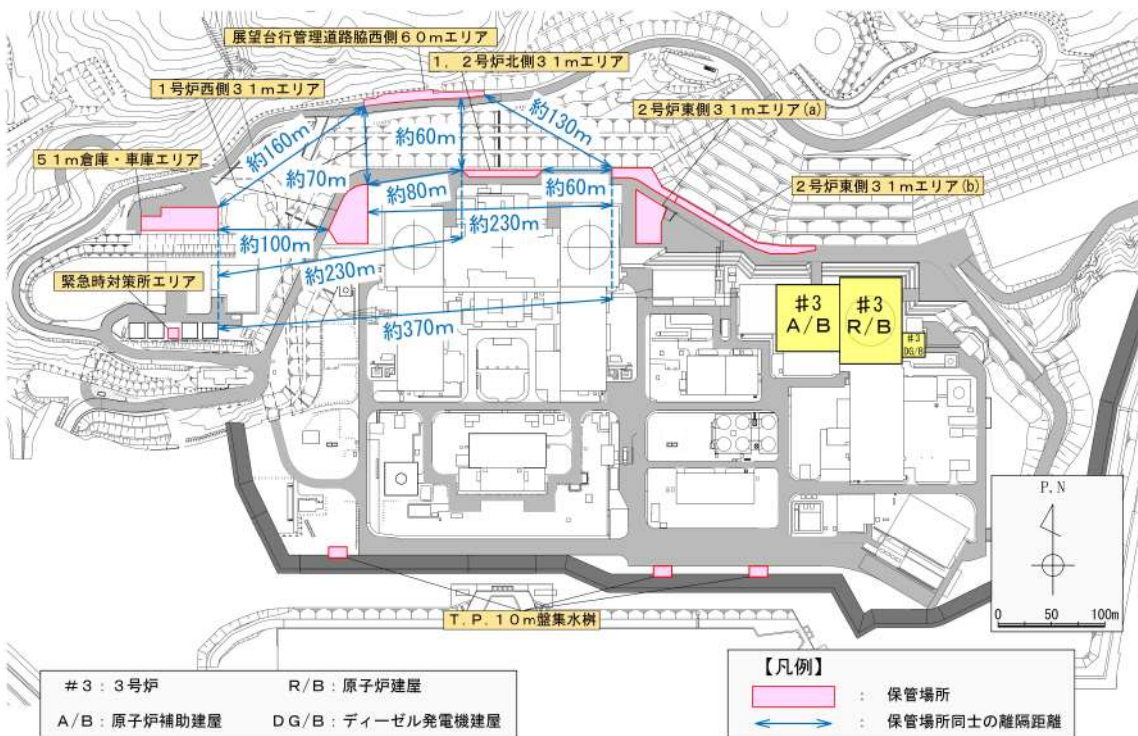 展望台行管理道路脇西側６０ｍエリア
１，２号炉北側３１ｍエリア
１号炉西側３１ｍエリア
２号炉東側３１ｍエリア(a)
５１ｍ倉庫・車庫エリア
２号炉東側３１ｍエリア(b)
緊急時対策所エリア
約160m
約60m
約130m
約70m
約80m
約60m
約230m
約100m
約230m
約370m
＃3
A/B
＃3
R/B
＃3
DG/B
P.N
0 50 100m
T.P.１０ｍ盤集水桝
＃３：３号炉
R/B：原子炉建屋
A/B：原子炉補助建屋
DG/B：ディーゼル発電機建屋
【凡例】
： 保管場所
： 保管場所同士の離隔距離